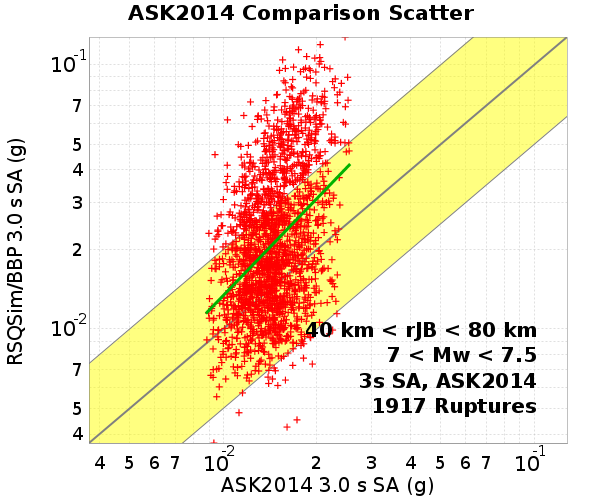 ASK2014 Comparison Scatter
RSQSim/BBP 3.0 s SA (g)
10-1
7
5
4
3
2
10-2
7
5
4
40 km < rJB < 80 km
7 < Mw < 7.5
3s SA, ASK2014
1917 Ruptures
4 5 6 7 10-2 2 3 4 5 6 7 10-1
ASK2014 3.0 s SA (g)